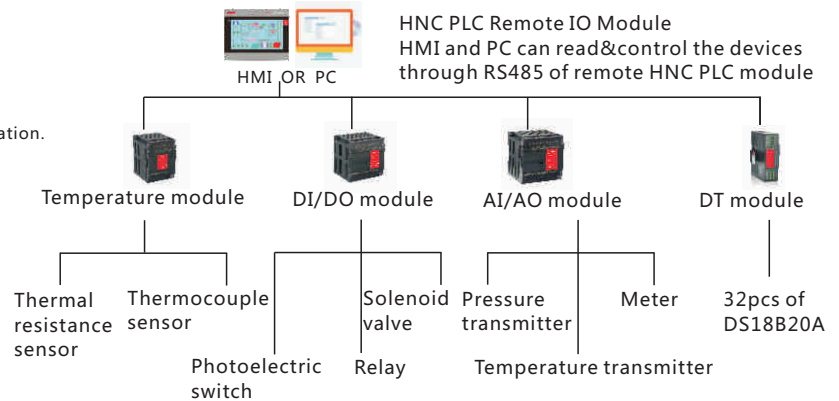 HNC PLC Remote IO Module
HMI and PC can read&control the devices
through RS485 of remote HNC PLC module
HMI OR PC
ation.
Temperature module
DI/DO module
AI/AO module
DT module
Thermal
resistance
sensor
Thermocouple
sensor
Photoelectric
switch
Relay
Solenoid
valve
Pressure
transmitter
Temperature transmitter
Meter
32pcs of
DS18B20A